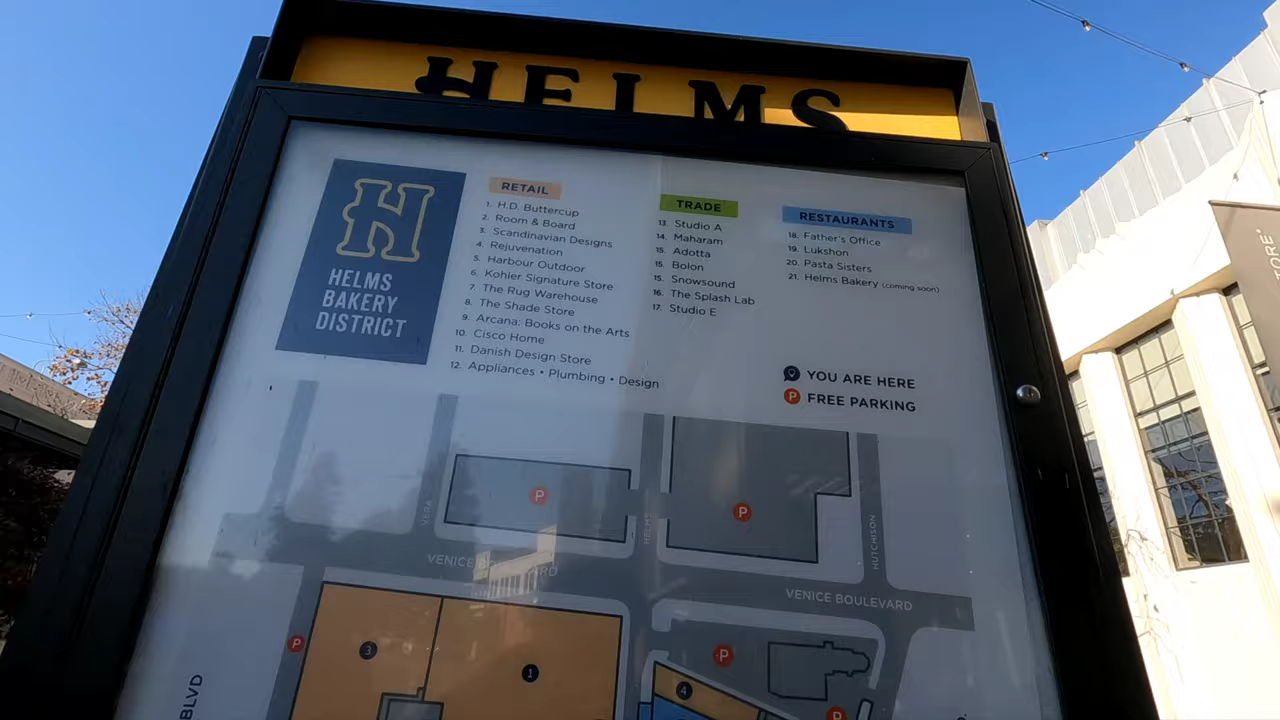 HELMS
H
HELMS
BAKERY
DISTRICT
RETAIL
1. H.D. Buttercup
2. Room & Board
3. Scandinavian Designs
4. Rejuvenation
5. Harbour Outdoor
6. Kohler Signature Store
7. The Rug Warehouse
8. The Shade Store
9. Arcana: Books on the Arts
10. Cisco Home
11. Danish Design Store
12. Appliances • Plumbing • Design
TRADE
13. Studio A
14. Maharam
15. Adotta
15. Bolon
15. Snowsound
16. The Splash Lab
17. Studio E
RESTAURANTS
18. Father's Office
19. Lukshon
20. Pasta Sisters
21. Helms Bakery (coming soon)
YOU ARE HERE
P FREE PARKING
P
P
HELMS
HUTCHISON
VENICE BOULEVARD
VENICE BOULEVARD
P
3
1
P
4
P
BLVD